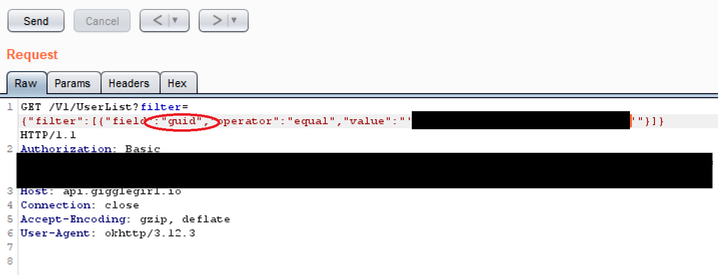 Send Cancel < | ▾ > | ▾
Request
Raw Params Headers Hex
1 GET /V1/UserList?filter=
{"filter":[{"field":"guid", operator":"equal","value":"' '"}]}
HTTP/1.1
2 Authorization: Basic
3 Host: api.gigglegirl.io
4 Connection: close
5 Accept-Encoding: gzip, deflate
6 User-Agent: okhttp/3.12.3
7
8